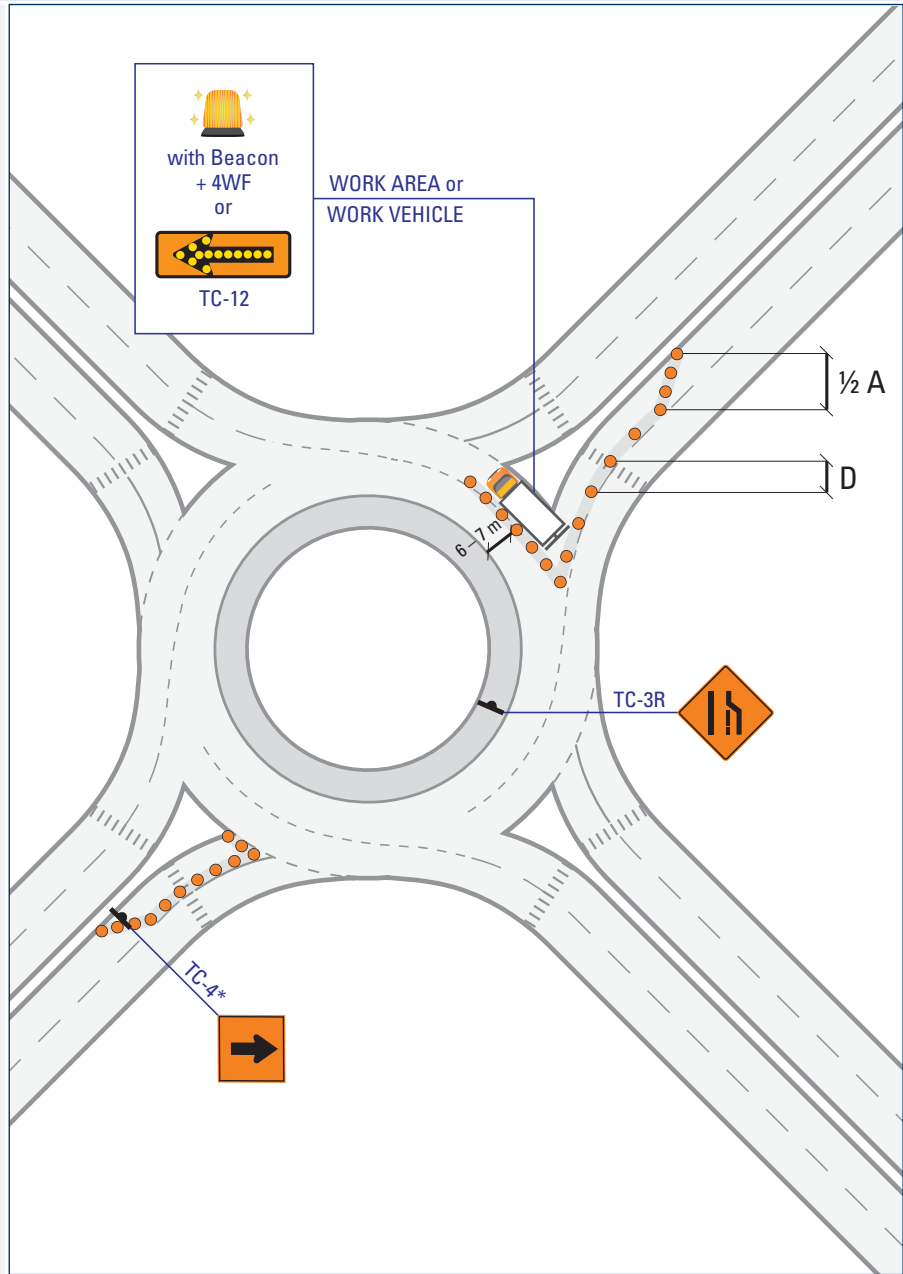 with Beacon
+ 4WF
or
TC-12
WORK AREA or
WORK VEHICLE
½ A
D
6 – 7 m
TC-3R
TC-4*